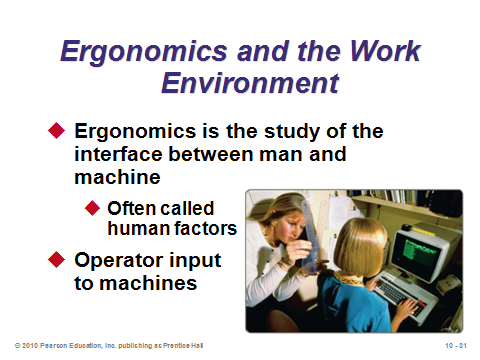 Ergonomics and the Work
Environment
Ergonomics is the study of the
interface between man and
machine
Often called
human factors
Operator input
to machines
© 2010 Pearson Education, Inc. publishing as Prentice Hall
10 - 31